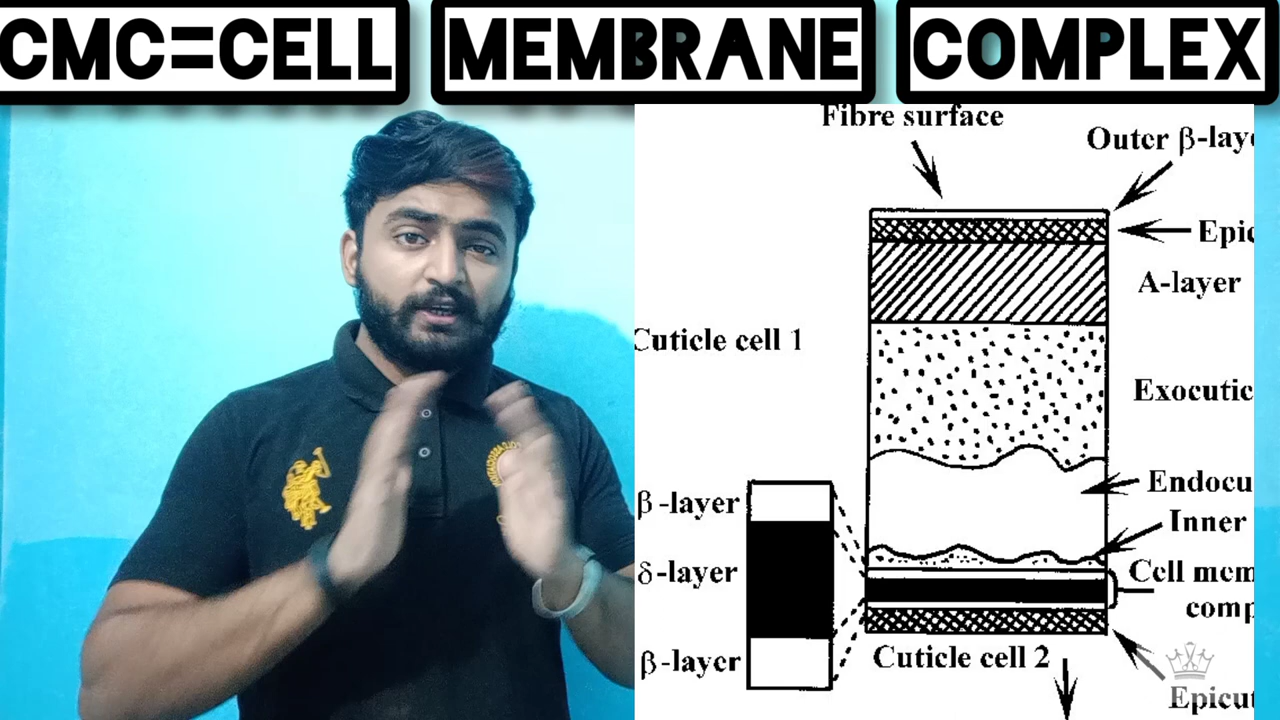 CMC=CELL MEMBRANE COMPLEX
Fibre surface
Outer β-laye
Epic
A-layer
Cuticle cell 1
Exocutic
Endocu
β-layer
Inner
δ-layer
Cell mem
comp
β-layer
Cuticle cell 2
Epicut